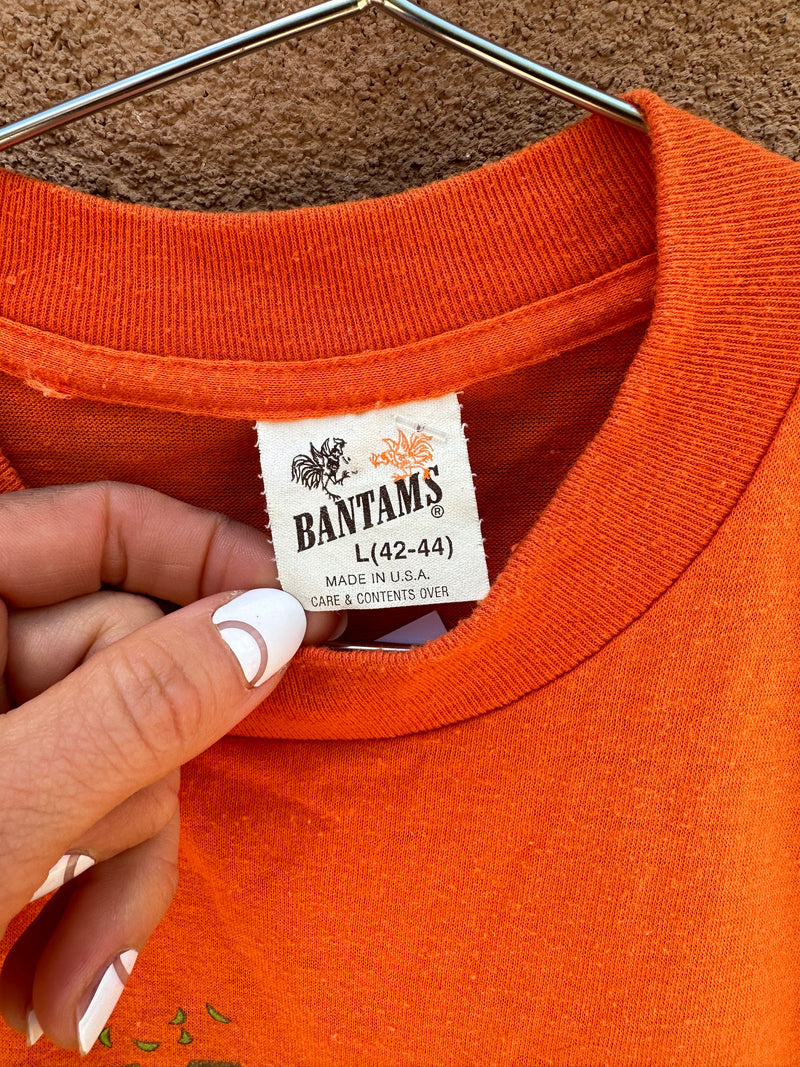 BANTAMS®
L(42-44)
MADE IN U.S.A.
CARE & CONTENTS OVER